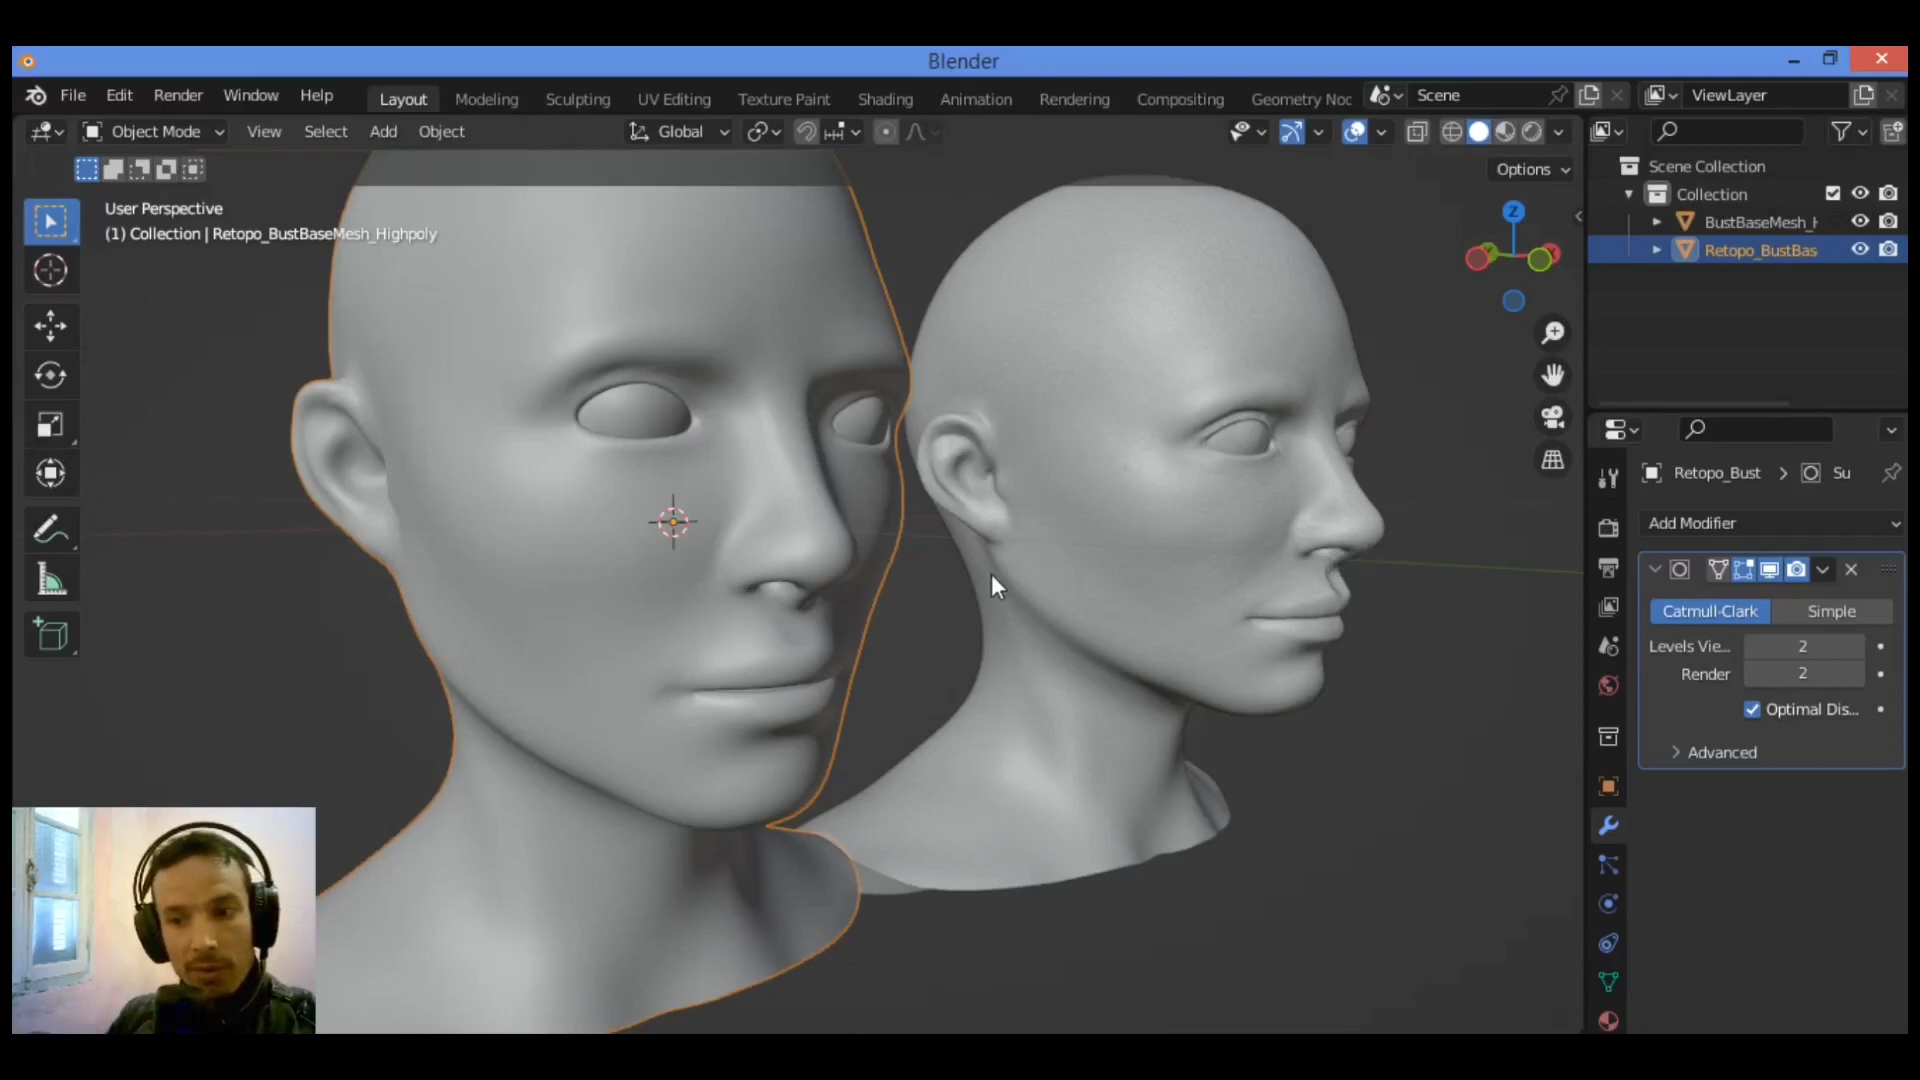 Blender
File Edit Render Window Help Layout Modeling Sculpting UV Editing Texture Paint Shading Animation Rendering Compositing Geometry Noc Scene ViewLayer
Object Mode View Select Add Object Global
Options
User Perspective
(1) Collection | Retopo_BustBaseMesh_Highpoly
Z
Scene Collection
Collection
BustBaseMesh_H
Retopo_BustBas
Retopo_Bust > Su
Add Modifier
Catmull-Clark Simple
Levels Vie... 2
Render 2
Optimal Dis...
Advanced